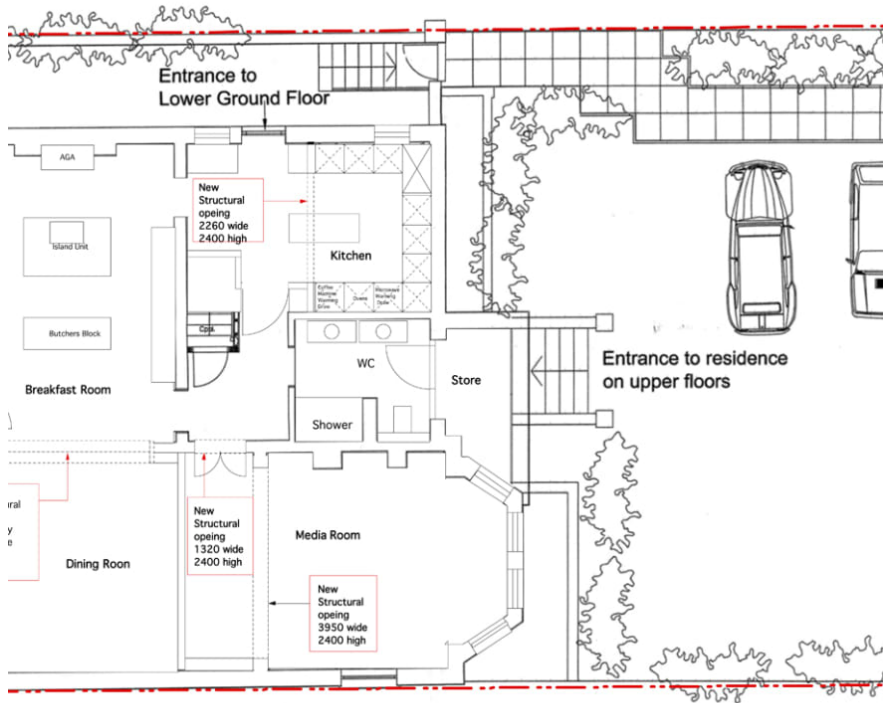 Entrance to
Lower Ground Floor
AGA
New
Structural
opeing
2260 wide
2400 high
Island Unit
Kitchen
Ovens
Butchers Block
Cpd.
WC
Entrance to residence
on upper floors
Breakfast Room
Store
Shower
New
Structural
opeing
1320 wide
2400 high
Media Room
Dining Roon
New
Structural
opeing
3950 wide
2400 high